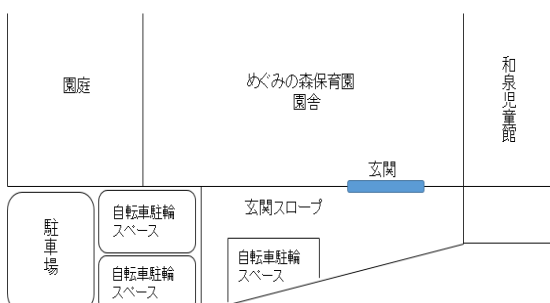 園庭
めぐみの森保育園
園舎
和泉児童館
玄関
駐車場
自転車駐輪
スペース
玄関スロープ
自転車駐輪
スペース
自転車駐輪
スペース